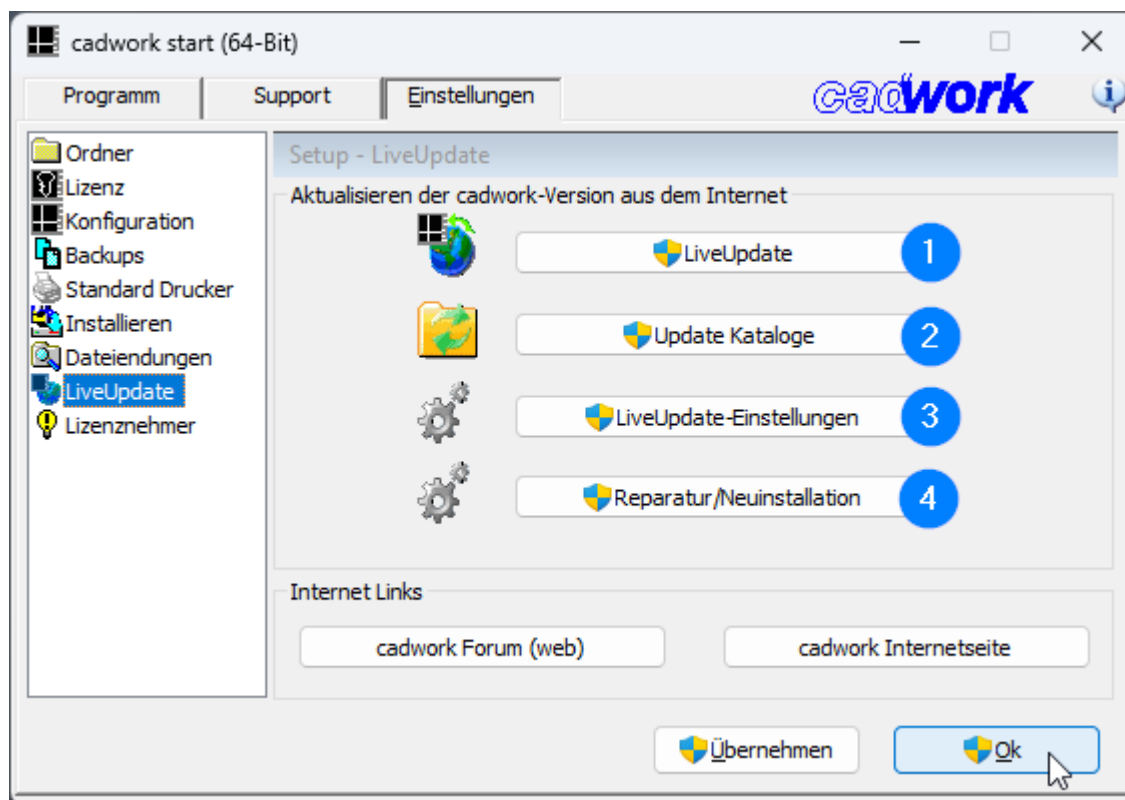 cadwork start (64-Bit)
Programm
Support
Einstellungen
cadwork
Ordner
Lizenz
Konfiguration
Backups
Standard Drucker
Installieren
Dateiendungen
LiveUpdate
Lizenznehmer
Setup - LiveUpdate
Aktualisieren der cadwork-Version aus dem Internet
LiveUpdate 1
Update Kataloge 2
LiveUpdate-Einstellungen 3
Reparatur/Neuinstallation 4
Internet Links
cadwork Forum (web)
cadwork Internetseite
Übernehmen
Ok